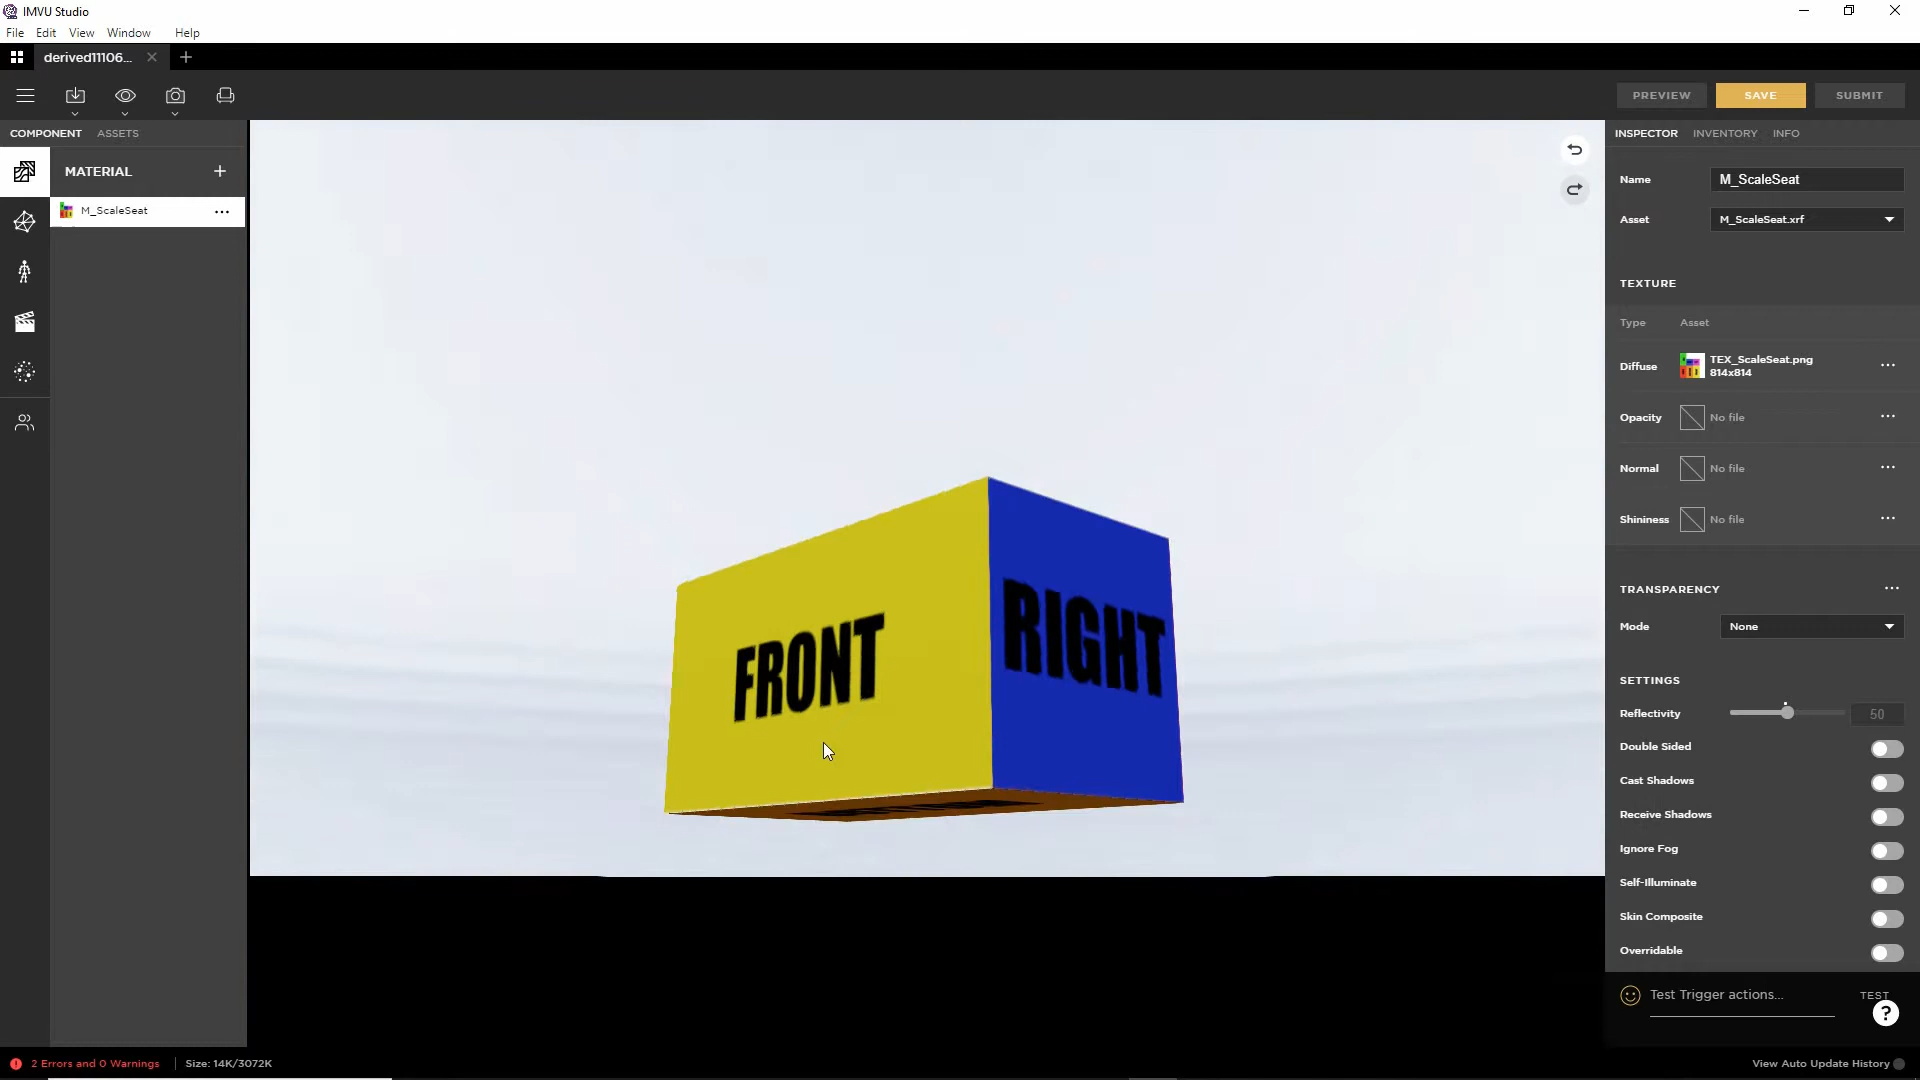 IMVU Studio
File Edit View Window Help
derived11106...
PREVIEW SAVE SUBMIT
COMPONENT ASSETS
INSPECTOR INVENTORY INFO
MATERIAL
M_ScaleSeat
Name M_ScaleSeat
Asset M_ScaleSeat.xrf
TEXTURE
Type Asset
Diffuse TEX_ScaleSeat.png
814x814
Opacity No file
Normal No file
Shininess No file
TRANSPARENCY
Mode None
SETTINGS
Reflectivity 50
Double Sided
Cast Shadows
Receive Shadows
Ignore Fog
Self-Illuminate
Skin Composite
Overridable
FRONT
RIGHT
Test Trigger actions... TEST
?
2 Errors and 0 Warnings Size: 14K/3072K
View Auto Update History